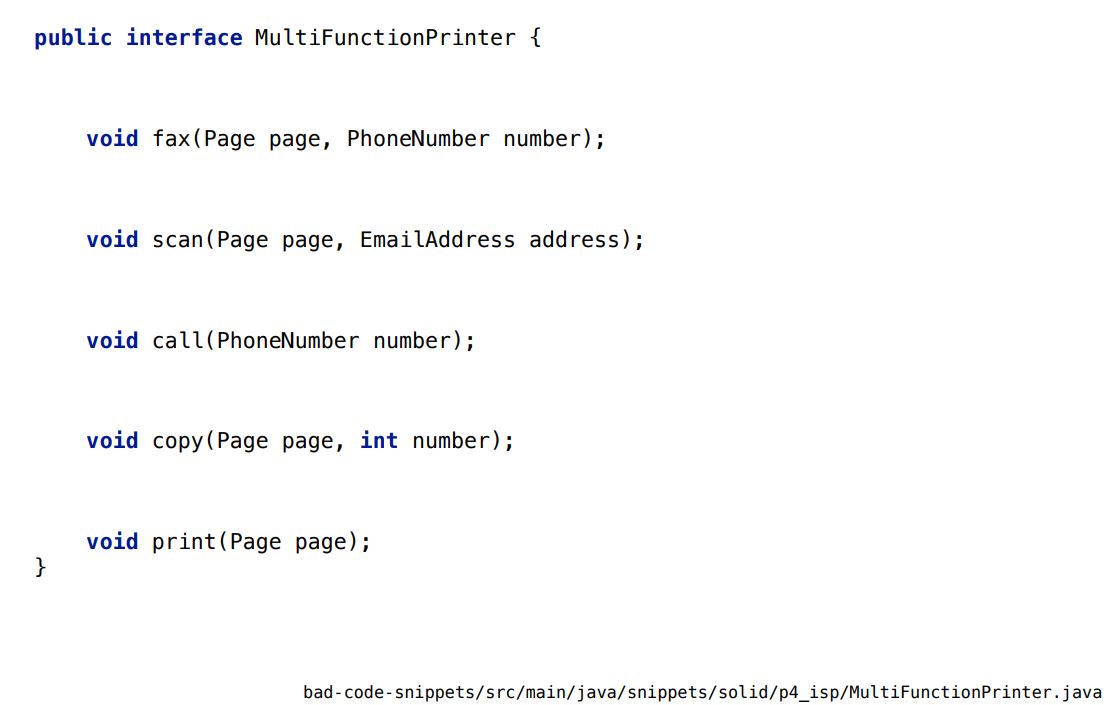 public interface MultiFunctionPrinter {
void fax(Page page, PhoneNumber number);
void scan(Page page, EmailAddress address);
void call(PhoneNumber number);
void copy(Page page, int number);
void print(Page page);
}
bad-code-snippets/src/main/java/snippets/solid/p4_isp/MultiFunctionPrinter.java